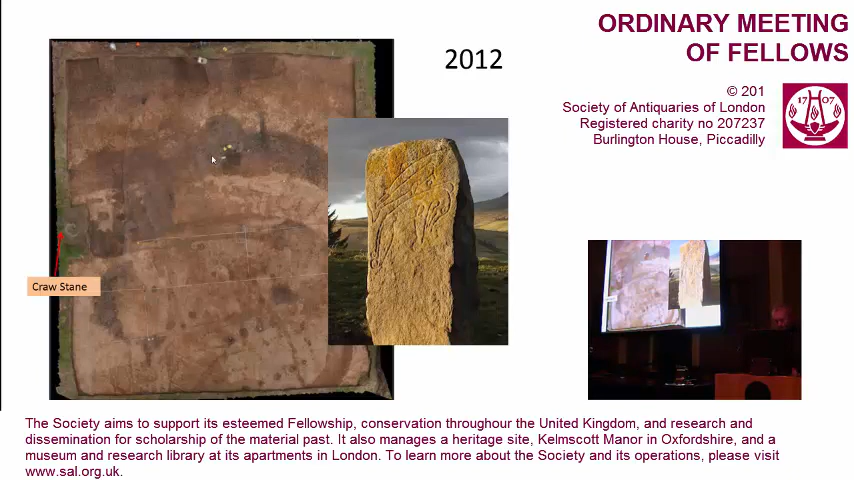 ORDINARY MEETING
OF FELLOWS
2012
© 201
Society of Antiquaries of London
Registered charity no 207237
Burlington House, Piccadilly
17 07
Craw Stane
The Society aims to support its esteemed Fellowship, conservation throughour the United Kingdom, and research and
dissemination for scholarship of the material past. It also manages a heritage site, Kelmscott Manor in Oxfordshire, and a
museum and research library at its apartments in London. To learn more about the Society and its operations, please visit
www.sal.org.uk.